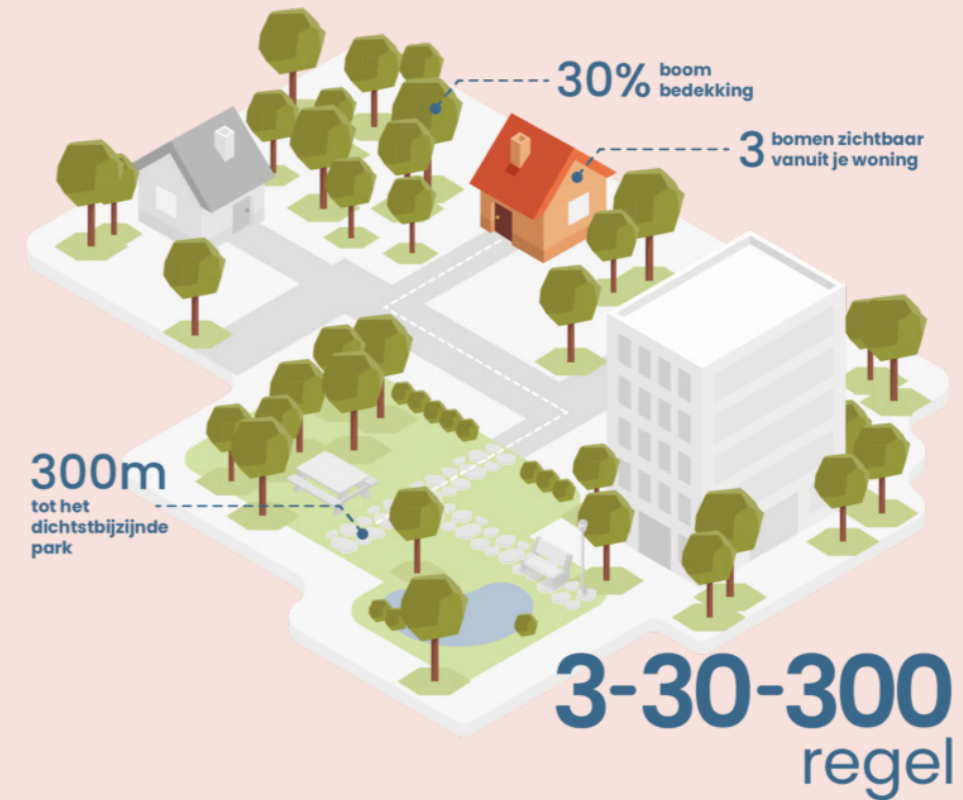 30% boom
bedekking
3 bomen zichtbaar
vanuit je woning
300m
tot het
dichtstbijzijnde
park
3-30-300
regel